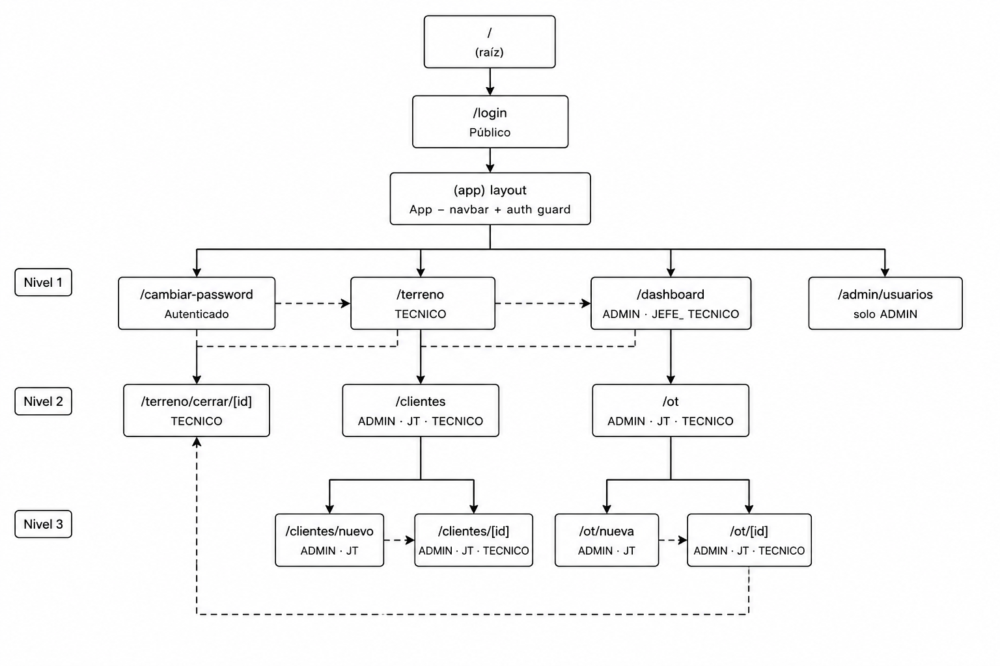 /
(raíz)
/login
Público
(app) layout
App – navbar + auth guard
Nivel 1
/cambiar-password
Autenticado
/terreno
TECNICO
/dashboard
ADMIN · JEFE_ TECNICO
/admin/usuarios
solo ADMIN
Nivel 2
/terreno/cerrar/[id]
TECNICO
/clientes
ADMIN · JT · TECNICO
/ot
ADMIN · JT · TECNICO
Nivel 3
/clientes/nuevo
ADMIN · JT
/clientes/[id]
ADMIN · JT · TECNICO
/ot/nueva
ADMIN · JT
/ot/[id]
ADMIN · JT · TECNICO